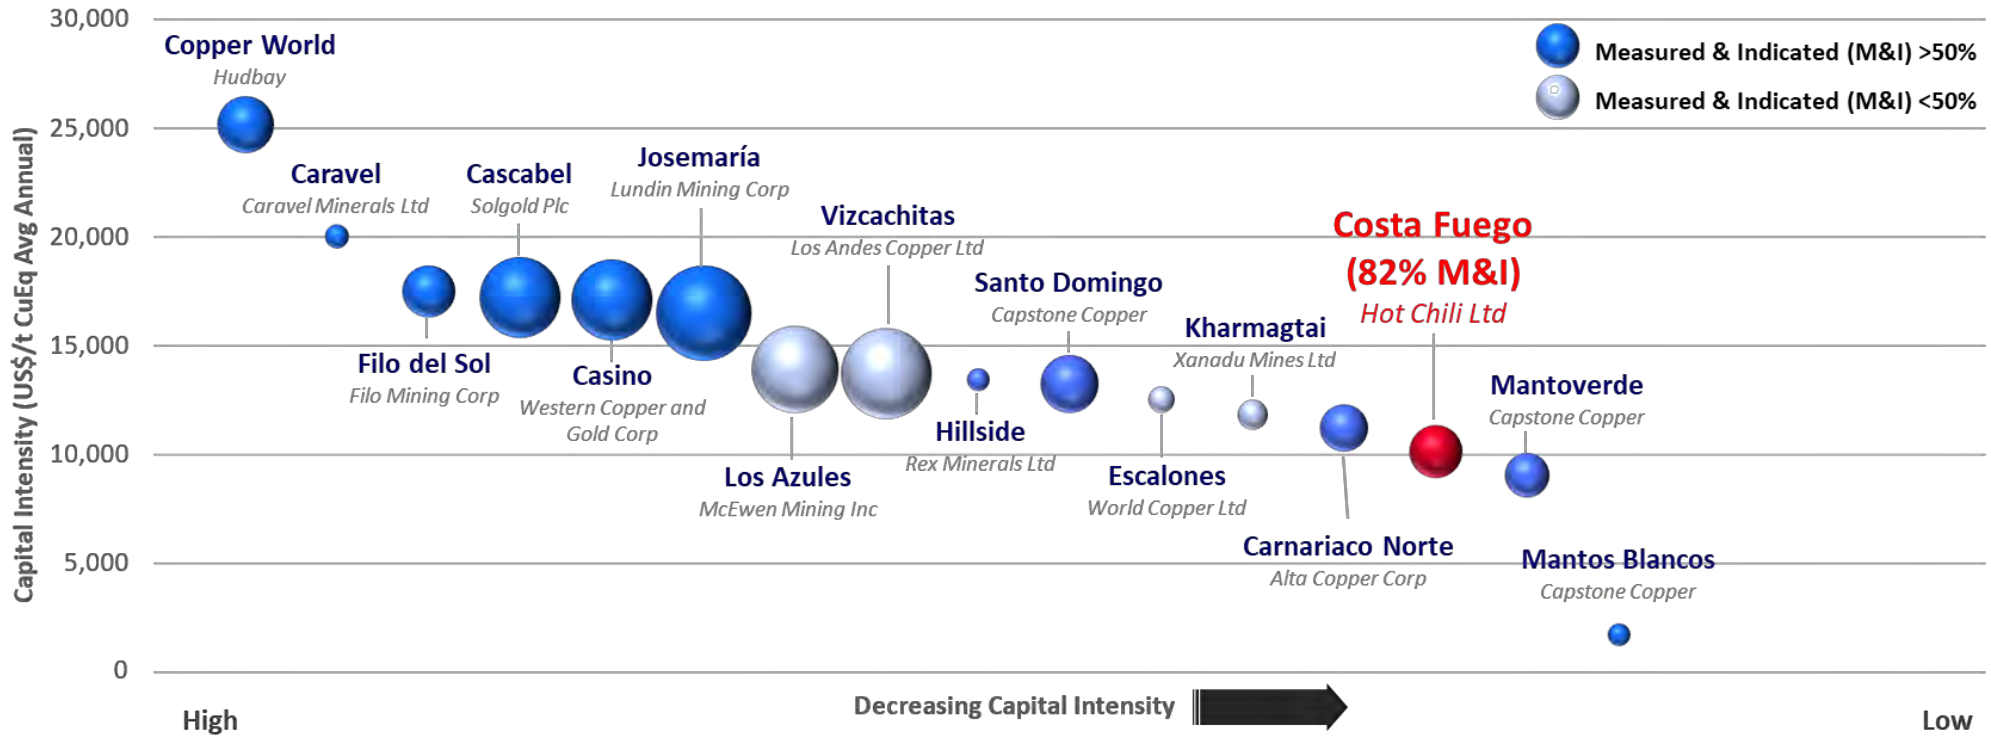 30,000
25,000
20,000
15,000
10,000
5,000
0
Capital Intensity (US$/t CuEq Avg Annual)
Measured & Indicated (M&I) >50%
Measured & Indicated (M&I) <50%
Copper World
Hudbay
Caravel
Caravel Minerals Ltd
Filo del Sol
Filo Mining Corp
Cascabel
Solgold Plc
Casino
Western Copper and
Gold Corp
Josemaría
Lundin Mining Corp
Los Azules
McEwen Mining Inc
Vizcachitas
Los Andes Copper Ltd
Hillside
Rex Minerals Ltd
Santo Domingo
Capstone Copper
Escalones
World Copper Ltd
Kharmagtai
Xanadu Mines Ltd
Carnariaco Norte
Alta Copper Corp
Costa Fuego
(82% M&I)
Hot Chili Ltd
Mantoverde
Capstone Copper
Mantos Blancos
Capstone Copper
High
Decreasing Capital Intensity
Low